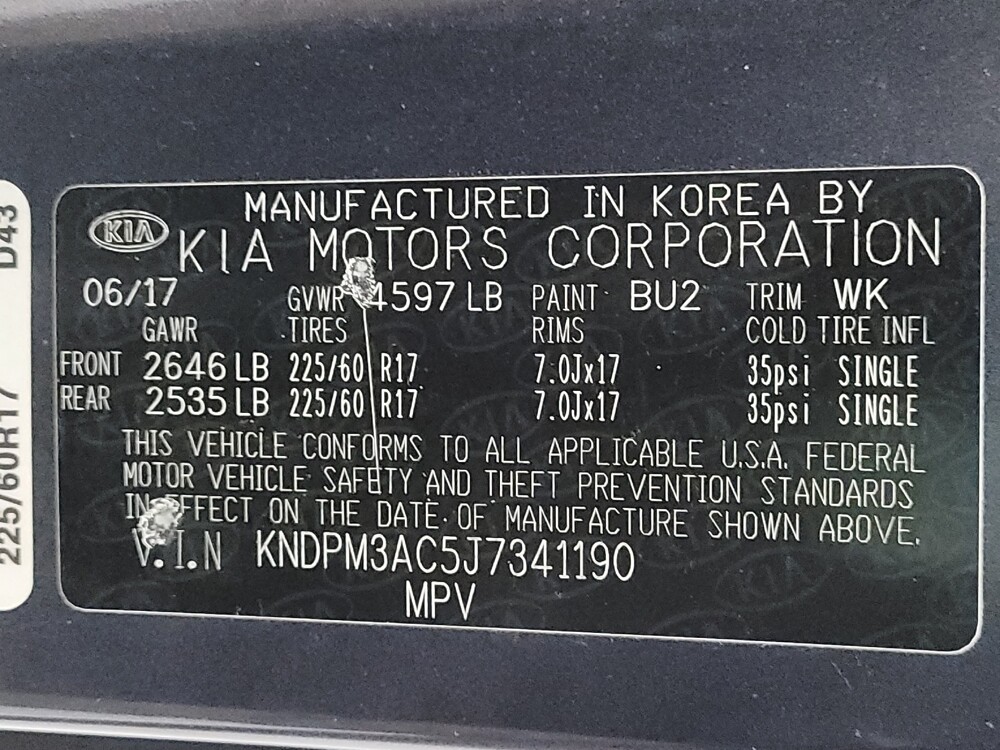 MANUFACTURED IN KOREA BY
KIA KIA MOTORS CORPORATION
06/17 GVWR 4597 LB PAINT BU2 TRIM WK
GAWR TIRES RIMS COLD TIRE INFL
FRONT 2646 LB 225/60 R17 7.0Jx17 35psi SINGLE
REAR 2535 LB 225/60 R17 7.0Jx17 35psi SINGLE
THIS VEHICLE CONFORMS TO ALL APPLICABLE U.S.A. FEDERAL
MOTOR VEHICLE SAFETY AND THEFT PREVENTION STANDARDS
IN EFFECT ON THE DATE OF MANUFACTURE SHOWN ABOVE.
V.I.N KNDPM3AC5J7341190
MPV
225/60R17 D43